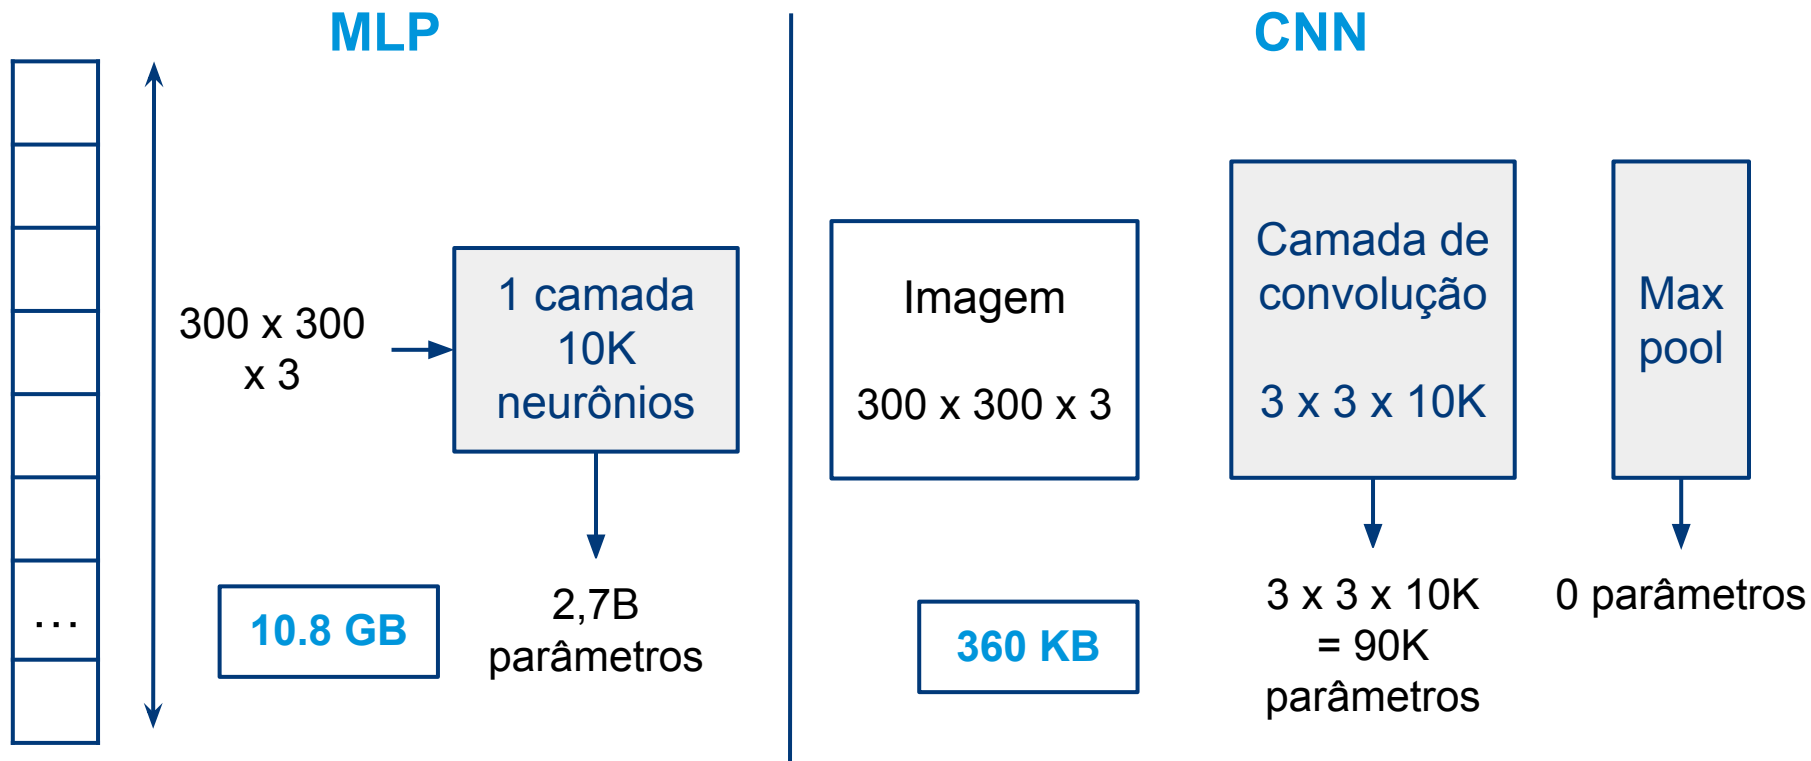 MLP
300 x 300
x 3
1 camada
10K
neurônios
10.8 GB
2,7B
parâmetros
...
CNN
Imagem
300 x 300 x 3
Camada de
convolução
3 x 3 x 10K
Max
pool
360 KB
3 x 3 x 10K
= 90K
parâmetros
0 parâmetros